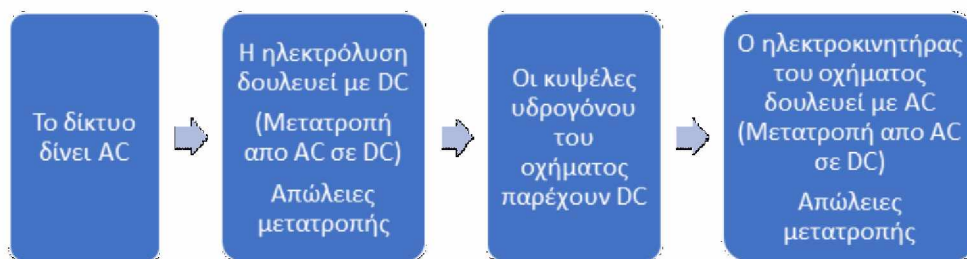 Το δίκτυο
δίνει AC
Η ηλεκτρόλυση
δουλευεί με DC
(Μετατροπή
απο AC σε DC)
Απώλειες
μετατροπής
Οι κυψέλες
υδρογόνου
του
οχήματος
παρέχουν DC
Ο ηλεκτροκινητήρας
του οχήματος
δουλευεί με AC
(Μετατροπή απο AC
σε DC)
Απώλειες
μετατροπής